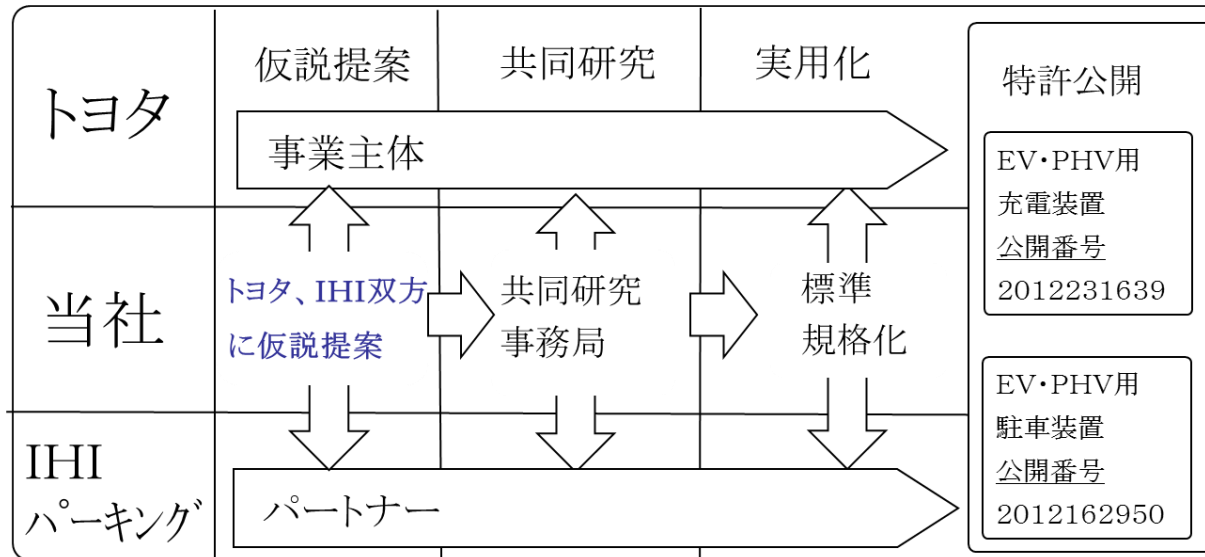 仮説提案
共同研究
実用化
特許公開
トヨタ
事業主体
EV・PHV用
充電装置
公開番号
2012231639
当社
トヨタ、IHI双方
に仮説提案
共同研究
事務局
標準
規格化
EV・PHV用
駐車装置
公開番号
2012162950
IHI
パーキング
パートナー